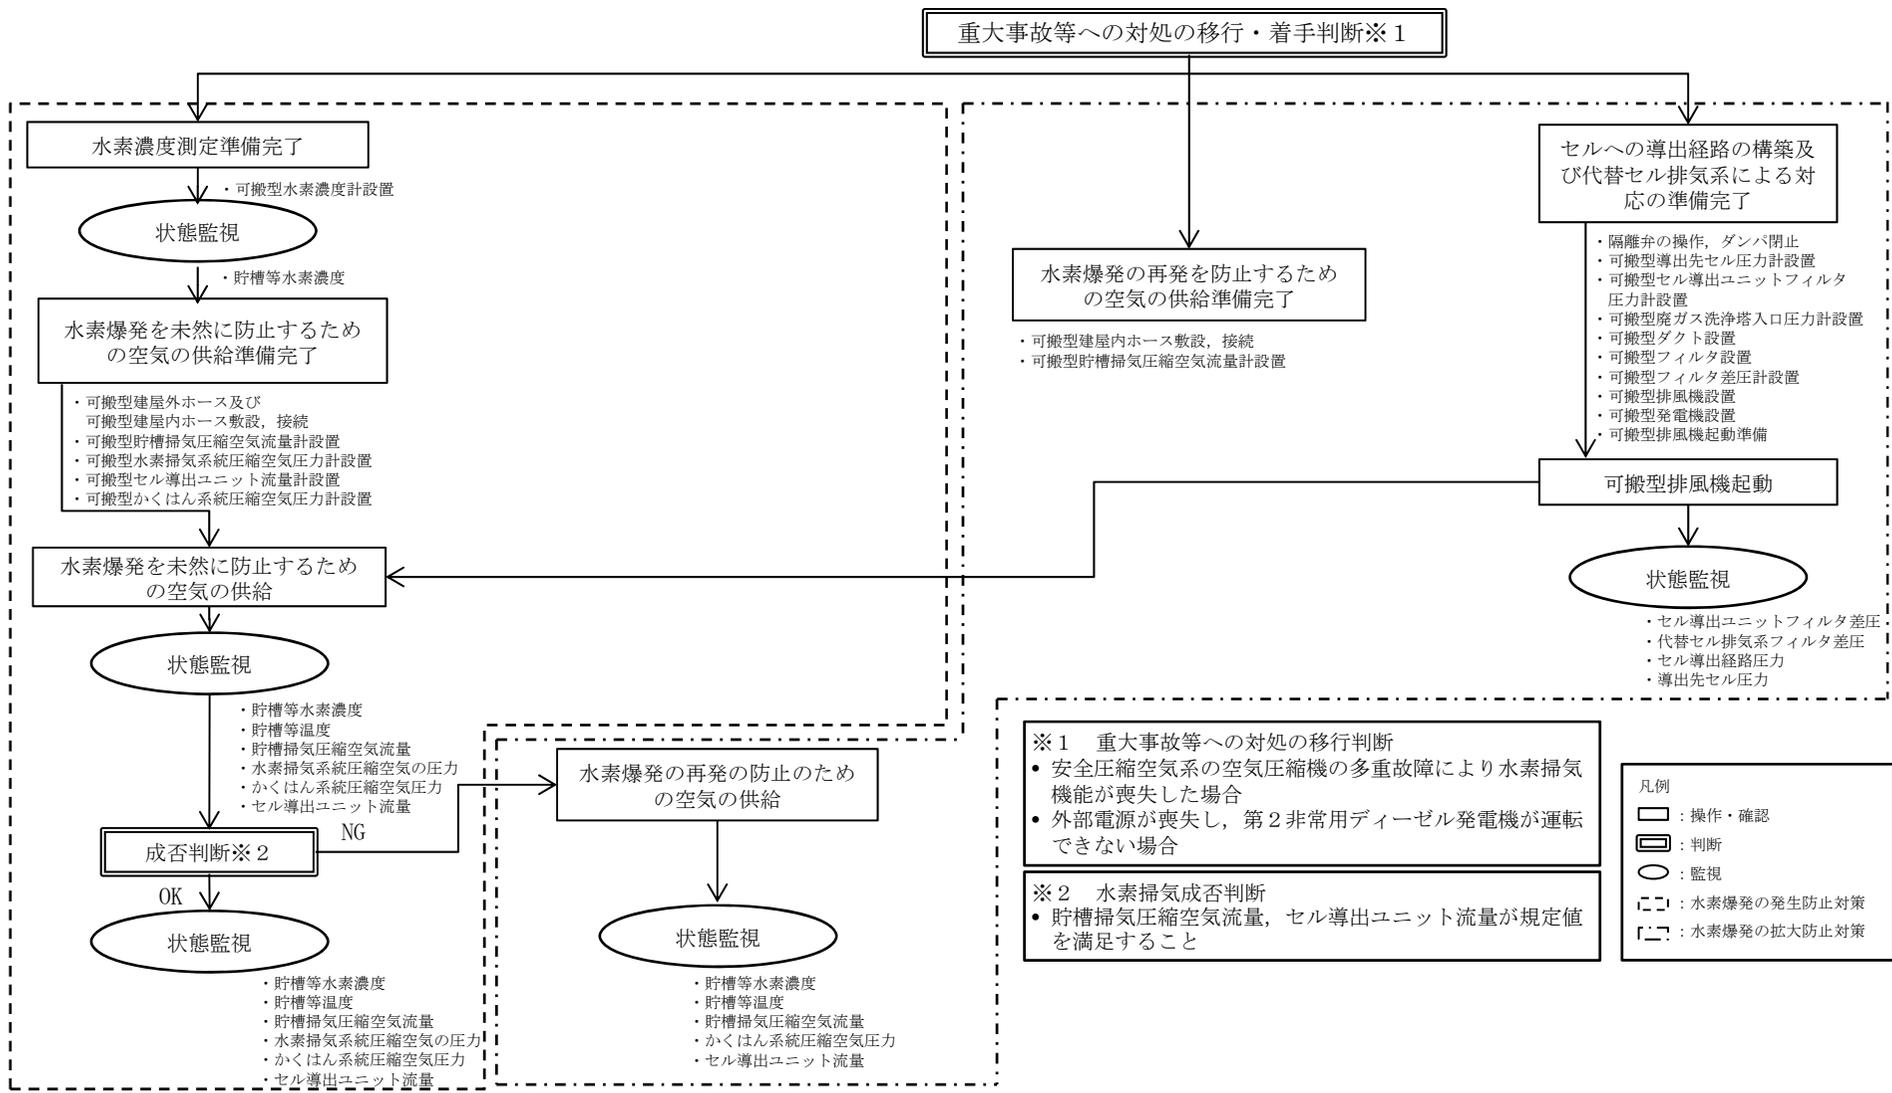 重大事故等への対処の移行・着手判断※１
水素濃度測定準備完了
・可搬型水素濃度計設置
状態監視
・貯槽等水素濃度
水素爆発を未然に防止するため
の空気の供給準備完了
・可搬型建屋外ホース及び
可搬型建屋内ホース敷設，接続
・可搬型貯槽掃気圧縮空気流量計設置
・可搬型水素掃気系統圧縮空気圧力計設置
・可搬型セル導出ユニット流量計設置
・可搬型かくはん系統圧縮空気圧力計設置
水素爆発を未然に防止するため
の空気の供給
状態監視
・貯槽等水素濃度
・貯槽等温度
・貯槽掃気圧縮空気流量
・水素掃気系統圧縮空気の圧力
・かくはん系統圧縮空気圧力
・セル導出ユニット流量
成否判断※２
NG
OK
状態監視
・貯槽等水素濃度
・貯槽等温度
・貯槽掃気圧縮空気流量
・水素掃気系統圧縮空気の圧力
・かくはん系統圧縮空気圧力
・セル導出ユニット流量
水素爆発の再発を防止するため
の空気の供給準備完了
・可搬型建屋内ホース敷設，接続
・可搬型貯槽掃気圧縮空気流量計設置
水素爆発の再発の防止のため
の空気の供給
状態監視
・貯槽等水素濃度
・貯槽等温度
・貯槽掃気圧縮空気流量
・かくはん系統圧縮空気圧力
・セル導出ユニット流量
セルへの導出経路の構築及
び代替セル排気系による対
応の準備完了
・隔離弁の操作，ダンパ閉止
・可搬型導出先セル圧力計設置
・可搬型セル導出ユニットフィルタ
圧力計設置
・可搬型廃ガス洗浄塔入口圧力計設置
・可搬型ダクト設置
・可搬型フィルタ設置
・可搬型フィルタ差圧計設置
・可搬型排風機設置
・可搬型発電機設置
・可搬型排風機起動準備
可搬型排風機起動
状態監視
・セル導出ユニットフィルタ差圧
・代替セル排気系フィルタ差圧
・セル導出経路圧力
・導出先セル圧力
※１　重大事故等への対処の移行判断
• 安全圧縮空気系の空気圧縮機の多重故障により水素掃気
機能が喪失した場合
• 外部電源が喪失し，第２非常用ディーゼル発電機が運転
できない場合
※２　水素掃気成否判断
• 貯槽掃気圧縮空気流量，セル導出ユニット流量が規定値
を満足すること
凡例
：操作・確認
：判断
：監視
：水素爆発の発生防止対策
：水素爆発の拡大防止対策